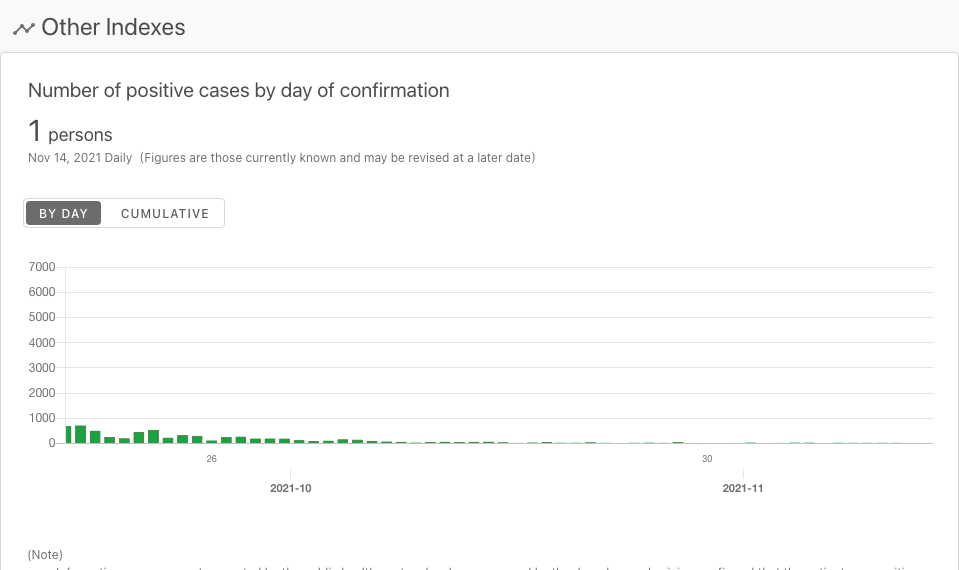 Other Indexes
Number of positive cases by day of confirmation
1 persons
Nov 14, 2021 Daily (Figures are those currently known and may be revised at a later date)
BY DAY CUMULATIVE
7000
6000
5000
4000
3000
2000
1000
0
26 30
2021-10 2021-11
(Note)